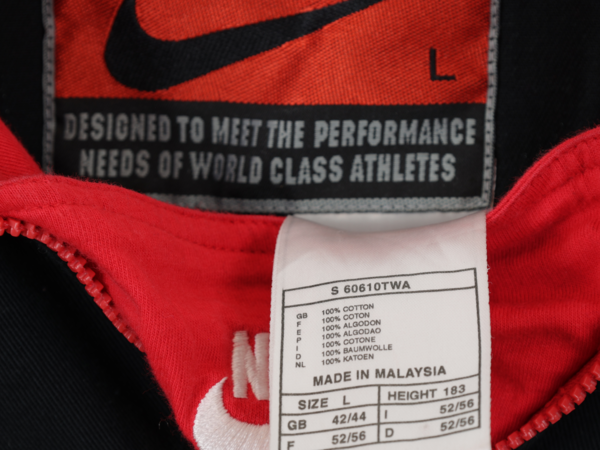 L
DESIGNED TO MEET THE PERFORMANCE
NEEDS OF WORLD CLASS ATHLETES
S 60610TWA
GB 100% COTTON
F 100% COTON
E 100% ALGODON
P 100% ALGODAO
I 100% COTONE
D 100% BAUMWOLLE
NL 100% KATOEN
MADE IN MALAYSIA
SIZE L HEIGHT 183
GB 42/44 I 52/56
F 52/56 D 52/56